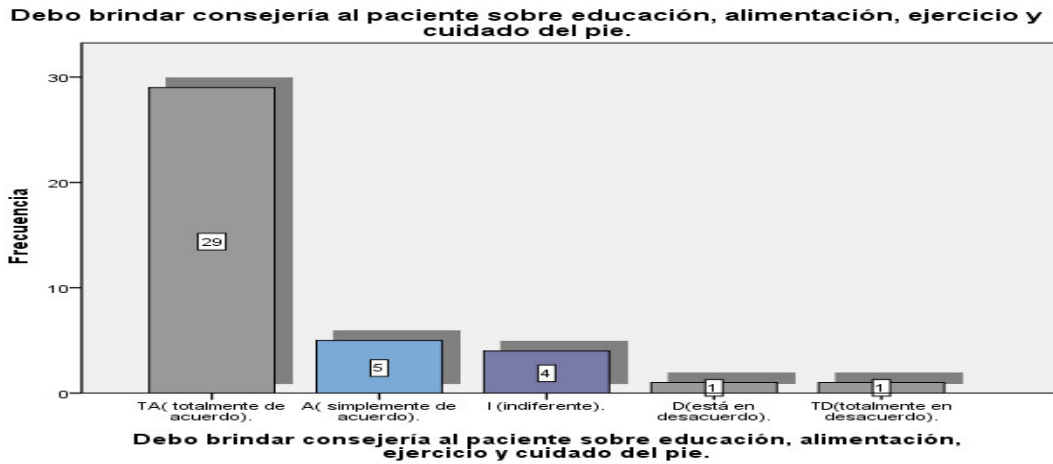 Debo brindar consejería al paciente sobre educación, alimentación, ejercicio y
cuidado del pie.
Frecuencia
30
20
10
0
29
5
4
1
1
TA( totalmente de
acuerdo).
A( simplemente de
acuerdo).
I (indiferente).
D(está en
desacuerdo).
TD(totalmente en
desacuerdo).
Debo brindar consejería al paciente sobre educación, alimentación,
ejercicio y cuidado del pie.